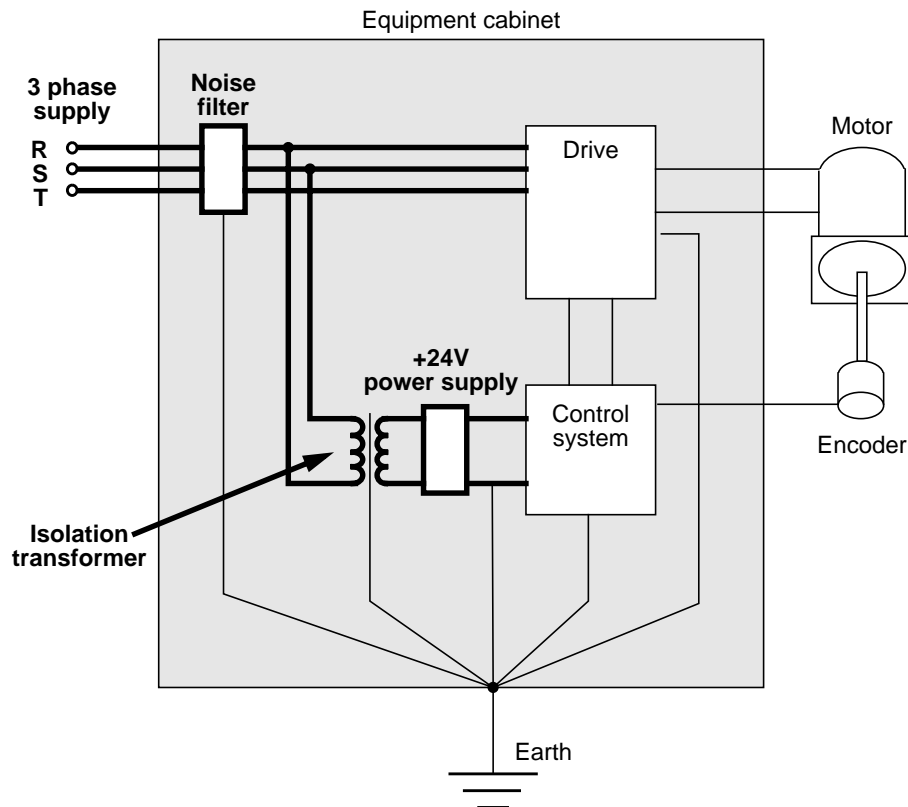 Equipment cabinet
3 phase
supply
Noise
filter
R
S
T
Drive
Motor
+24V
power supply
Control
system
Encoder
Isolation
transformer
Earth